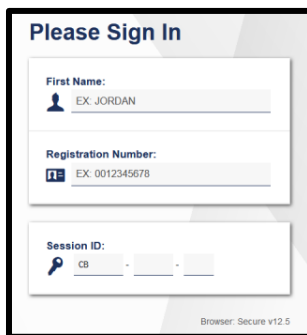 Please Sign In
First Name:
EX: JORDAN
Registration Number:
EX: 0012345678
Session ID:
CB - -
Browser: Secure v12.5